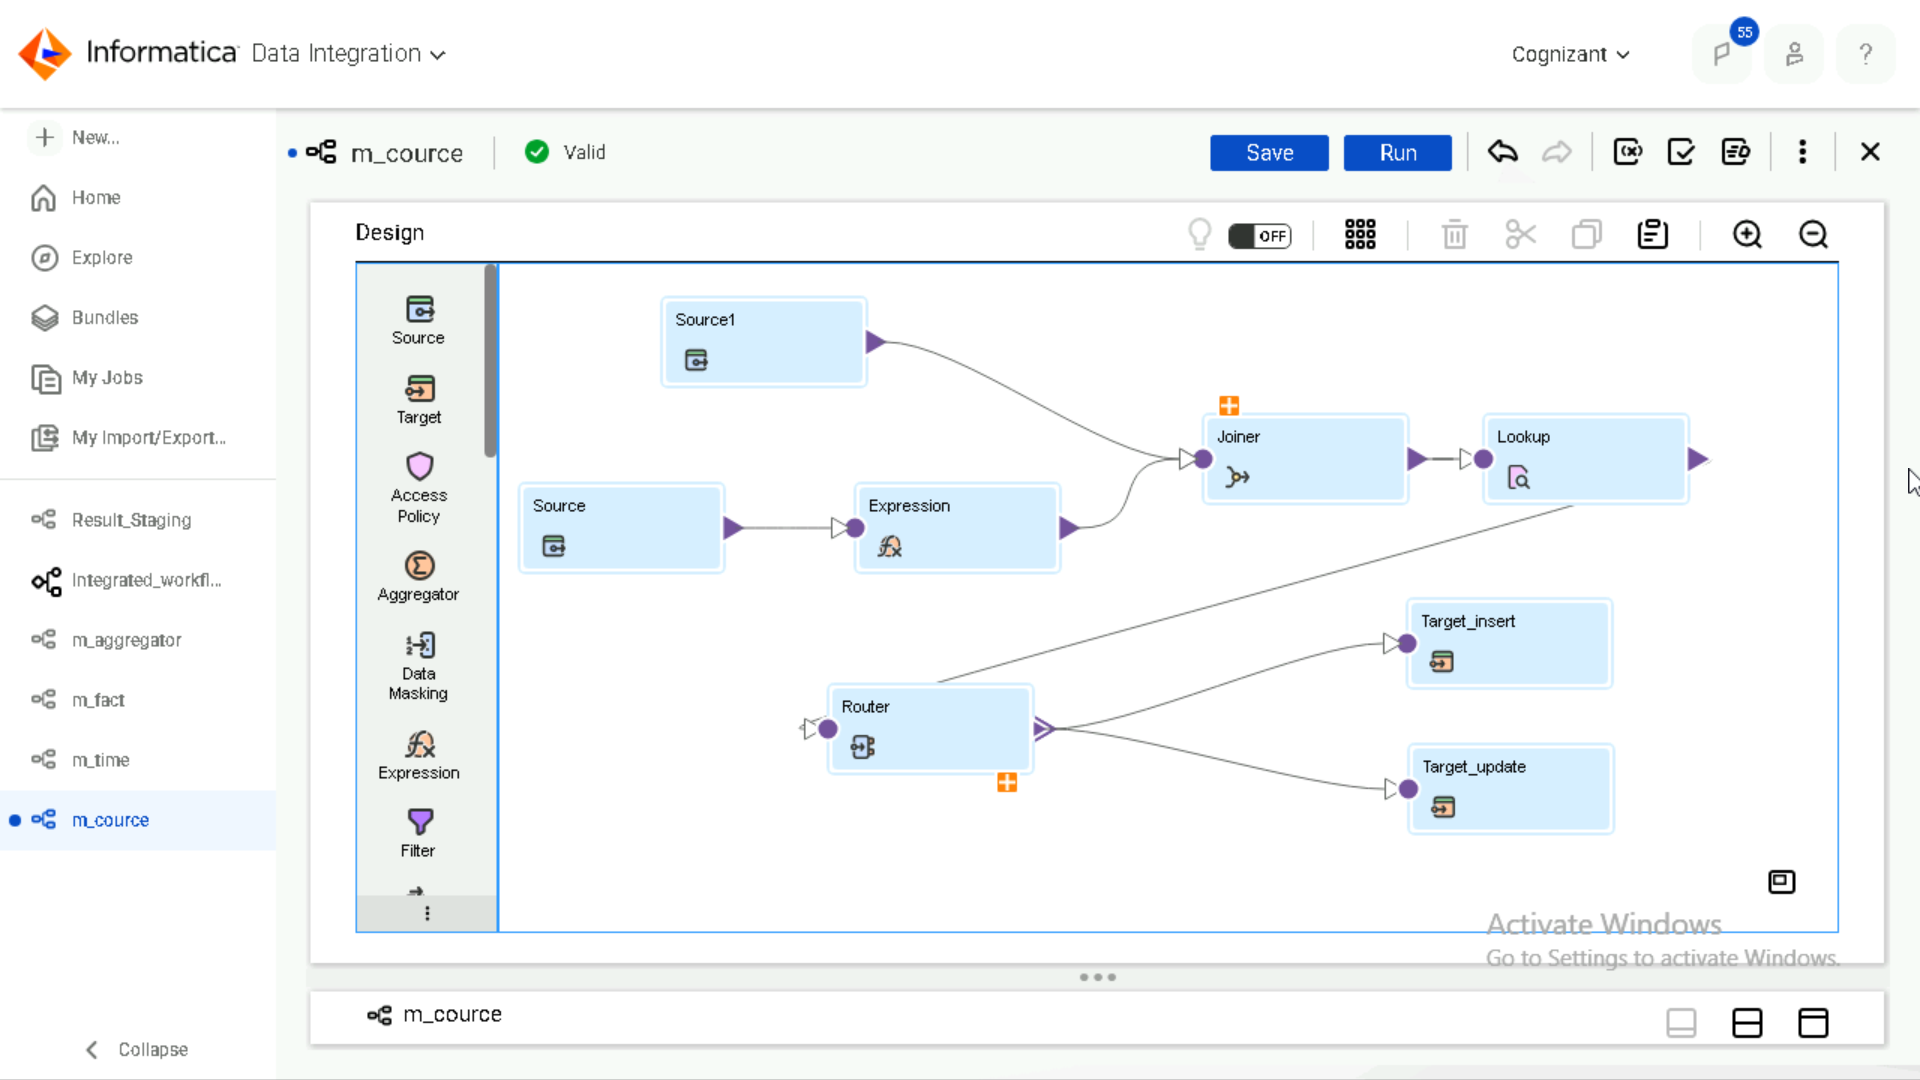 Informatica Data Integration
Cognizant
55
?
New...
Home
Explore
Bundles
My Jobs
My Import/Export...
Result_Staging
Integrated_workfl...
m_aggregator
m_fact
m_time
m_cource
Collapse
m_cource
Valid
Save
Run
Design
OFF
Source
Target
Access
Policy
Aggregator
Data
Masking
Expression
Filter
Source1
Joiner
Lookup
Source
Expression
Target_insert
Router
Target_update
Activate Windows
Go to Settings to activate Windows.
m_cource